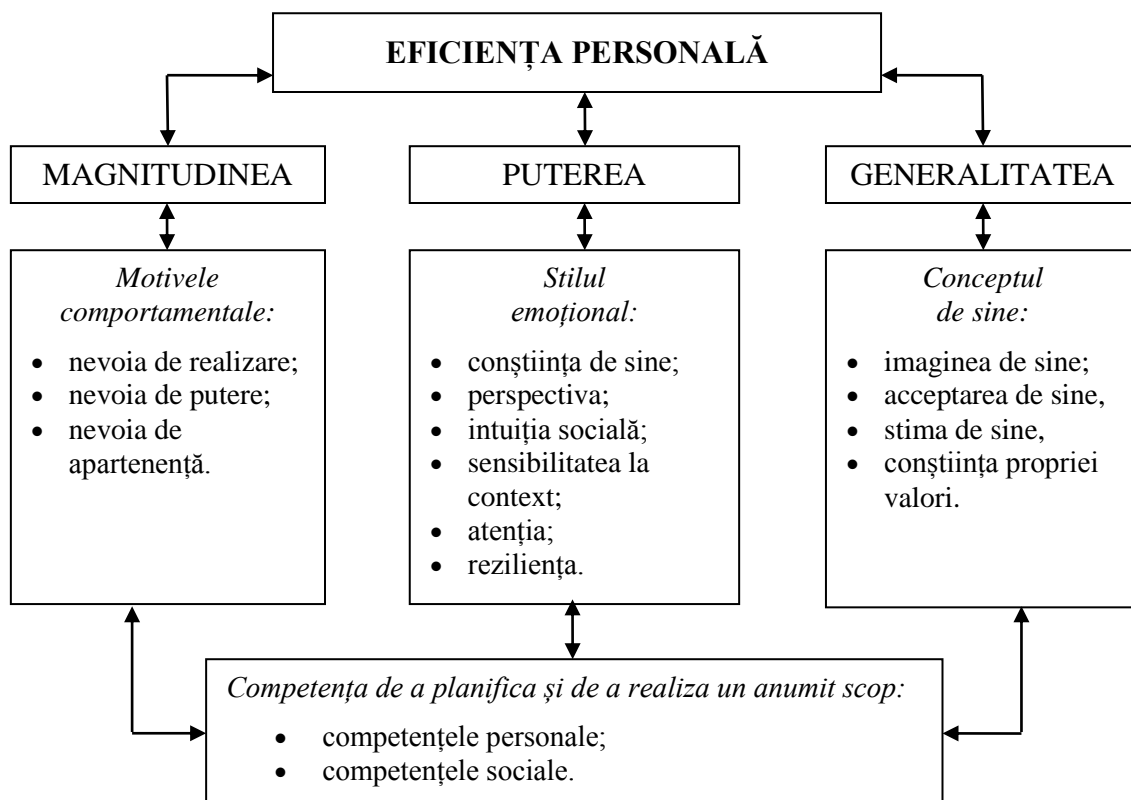 EFICIENȚA PERSONALĂ
MAGNITUDINEA
PUTEREA
GENERALITATEA
Motivele
comportamentale:
• nevoia de realizare;
• nevoia de putere;
• nevoia de
apartenență.
Stilul
emoțional:
• conștiința de sine;
• perspectiva;
• intuiția socială;
• sensibilitatea la
context;
• atenția;
• reziliența.
Conceptul
de sine:
• imaginea de sine;
• acceptarea de sine,
• stima de sine,
• conștiința propriei
valori.
Competența de a planifica și de a realiza un anumit scop:
• competențele personale;
• competențele sociale.